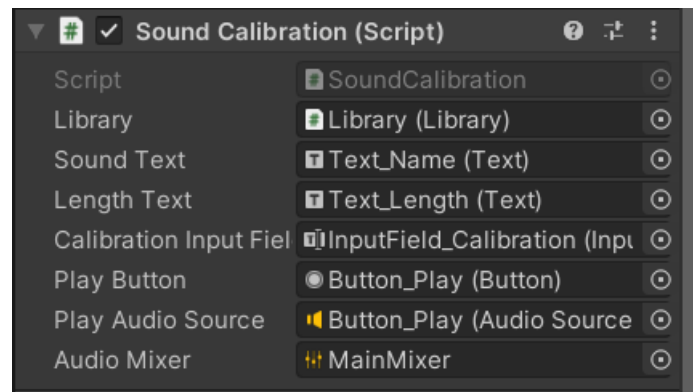 Sound Calibration (Script)
Script SoundCalibration
Library Library (Library)
Sound Text Text_Name (Text)
Length Text Text_Length (Text)
Calibration Input Fiel InputField_Calibration (Inpu
Play Button Button_Play (Button)
Play Audio Source Button_Play (Audio Source
Audio Mixer MainMixer